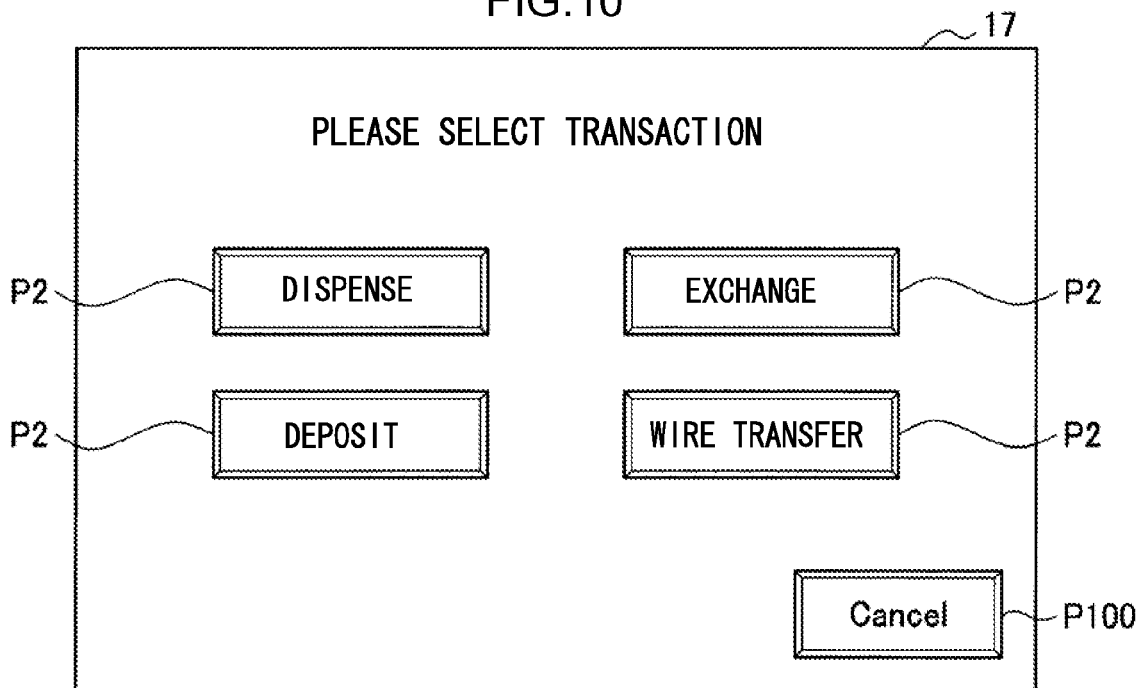 FIG.10
17
PLEASE SELECT TRANSACTION
P2 DISPENSE EXCHANGE P2
P2 DEPOSIT WIRE TRANSFER P2
Cancel P100